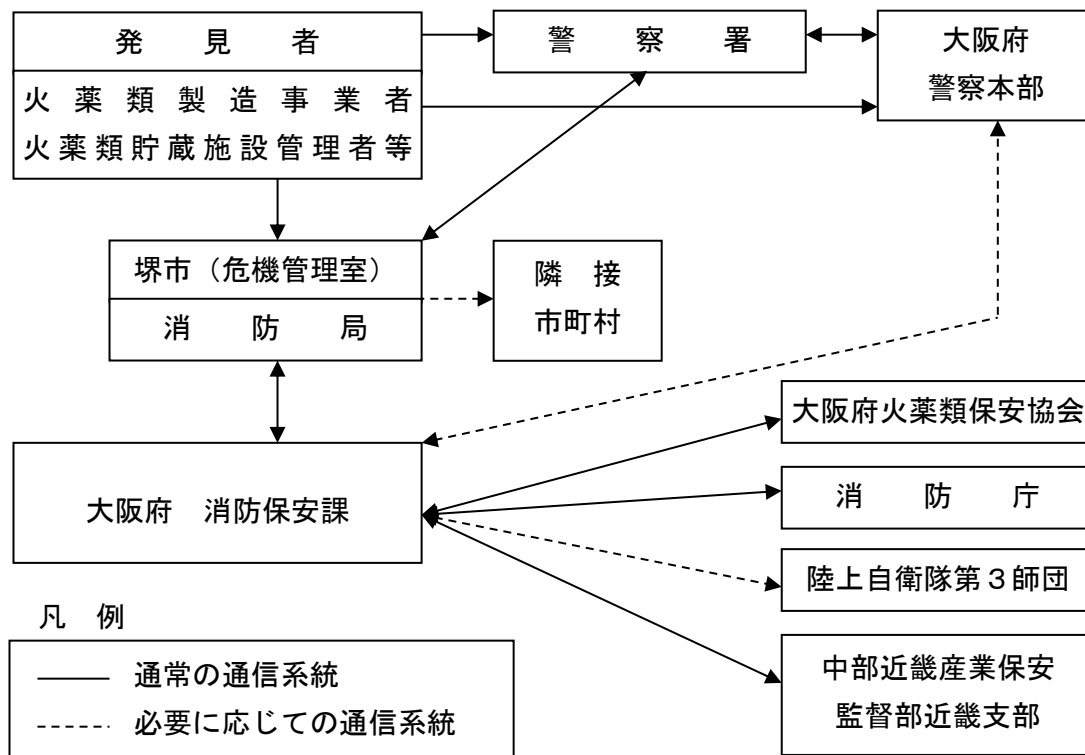 発見者
火薬類製造事業者
火薬類貯蔵施設管理者等
警察署
大阪府
警察本部
堺市（危機管理室）
消防局
隣接
市町村
大阪府　消防保安課
大阪府火薬類保安協会
消防庁
陸上自衛隊第３師団
中部近畿産業保安
監督部近畿支部
凡　例
通常の通信系統
必要に応じての通信系統